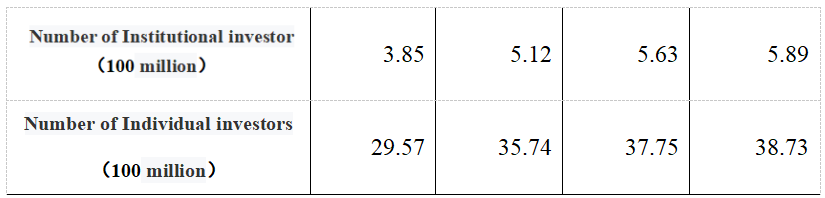 Number of Institutional investor
（100 million）
3.85 5.12 5.63 5.89
Number of Individual investors
（100 million）
29.57 35.74 37.75 38.73